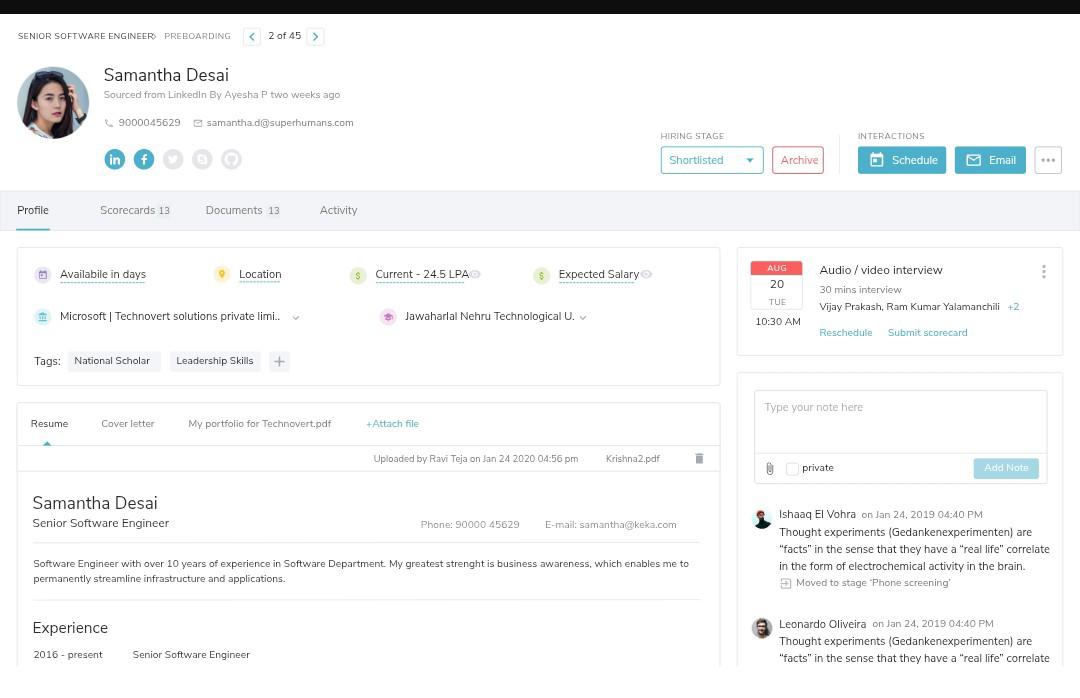 SENIOR SOFTWARE ENGINEER› PREBOARDING 2 of 45
Samantha Desai
Sourced from LinkedIn By Ayesha P two weeks ago
9000045629 samantha.d@superhumans.com
HIRING STAGE INTERACTIONS
Shortlisted Archive Schedule Email
Profile Scorecards 13 Documents 13 Activity
Availabile in days Location Current - 24.5 LPA Expected Salary
Microsoft | Technovert solutions private limi.. Jawaharlal Nehru Technological U.
Tags: National Scholar Leadership Skills
AUG
20
TUE
10:30 AM
Audio / video interview
30 mins interview
Vijay Prakash, Ram Kumar Yalamanchili +2
Reschedule Submit scorecard
Resume Cover letter My portfolio for Technovert.pdf +Attach file
Uploaded by Ravi Teja on Jan 24 2020 04:56 pm Krishna2.pdf
Samantha Desai
Senior Software Engineer
Phone: 90000 45629 E-mail: samantha@keka.com
Software Engineer with over 10 years of experience in Software Department. My greatest strenght is business awareness, which enables me to
permanently streamline infrastructure and applications.
Experience
2016 - present Senior Software Engineer
Type your note here
private Add Note
Ishaaq El Vohra on Jan 24, 2019 04:40 PM
Thought experiments (Gedankenexperimenten) are
“facts” in the sense that they have a “real life” correlate
in the form of electrochemical activity in the brain.
Moved to stage ‘Phone screening’
Leonardo Oliveira on Jan 24, 2019 04:40 PM
Thought experiments (Gedankenexperimenten) are
“facts” in the sense that they have a “real life” correlate